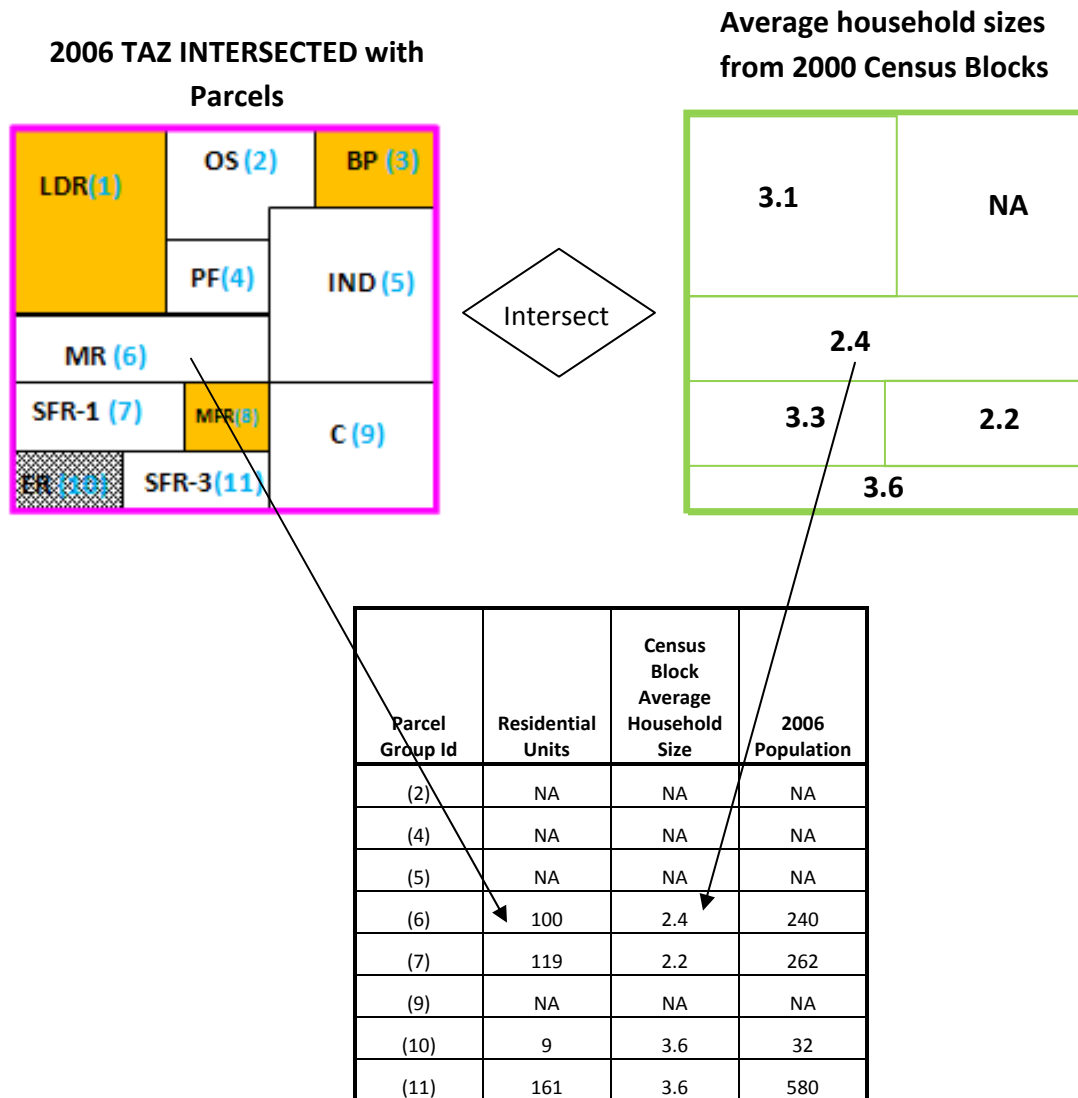 2006 TAZ INTERSECTED with
Parcels
Average household sizes
from 2000 Census Blocks
LDR(1)
OS (2)
BP (3)
PF(4)
IND (5)
MR (6)
SFR-1 (7)
MFR(8)
C (9)
ER (10)
SFR-3(11)
Intersect
3.1
NA
2.4
3.3
2.2
3.6
Parcel
Group Id
Residential
Units
Census
Block
Average
Household
Size
2006
Population
(2) NA NA NA
(4) NA NA NA
(5) NA NA NA
(6) 100 2.4 240
(7) 119 2.2 262
(9) NA NA NA
(10) 9 3.6 32
(11) 161 3.6 580